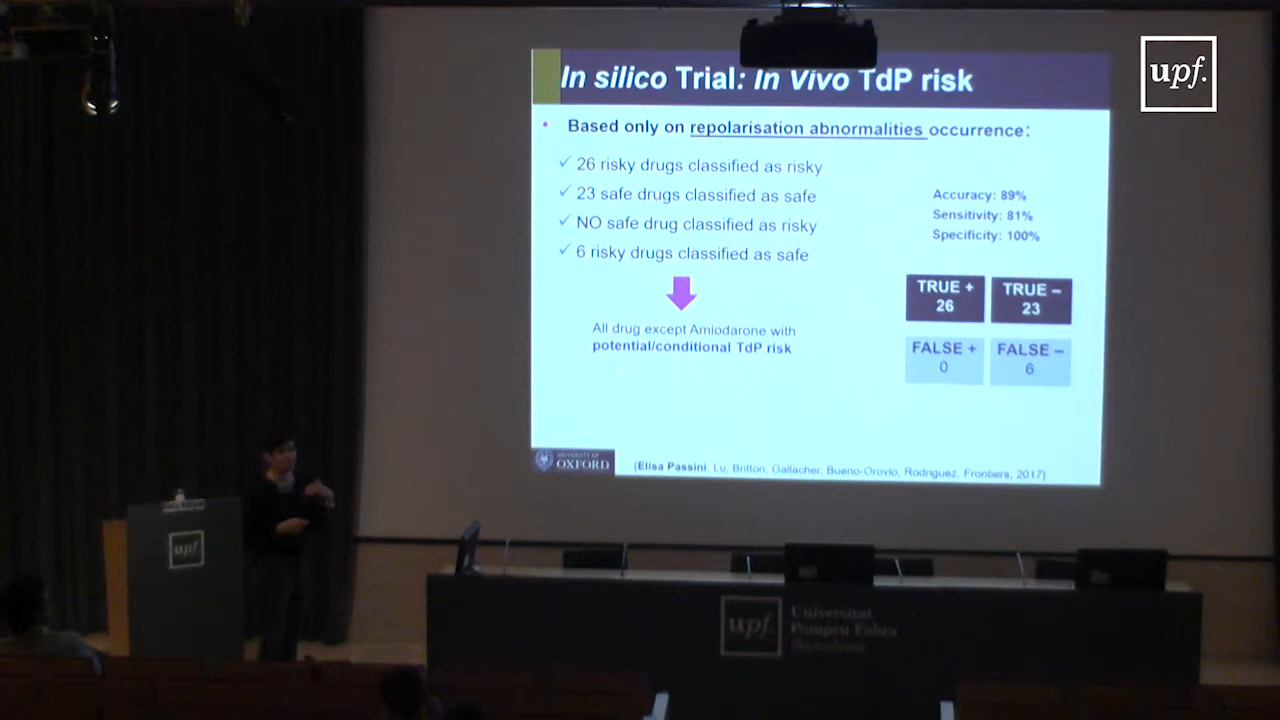 upf.
In silico Trial: In Vivo TdP risk
• Based only on repolarisation abnormalities occurrence:
✓ 26 risky drugs classified as risky
✓ 23 safe drugs classified as safe
✓ NO safe drug classified as risky
✓ 6 risky drugs classified as safe
All drug except Amiodarone with
potential/conditional TdP risk
Accuracy: 89%
Sensitivity: 81%
Specificity: 100%
TRUE + TRUE –
26 23
FALSE + FALSE –
0 6
UNIVERSITY OF
OXFORD
(Elisa Passini, Lu, Britton, Gallacher, Bueno-Orovio, Rodriguez, Frontiers, 2017)
upf
upf.
Universitat
Pompeu Fabra
Barcelona